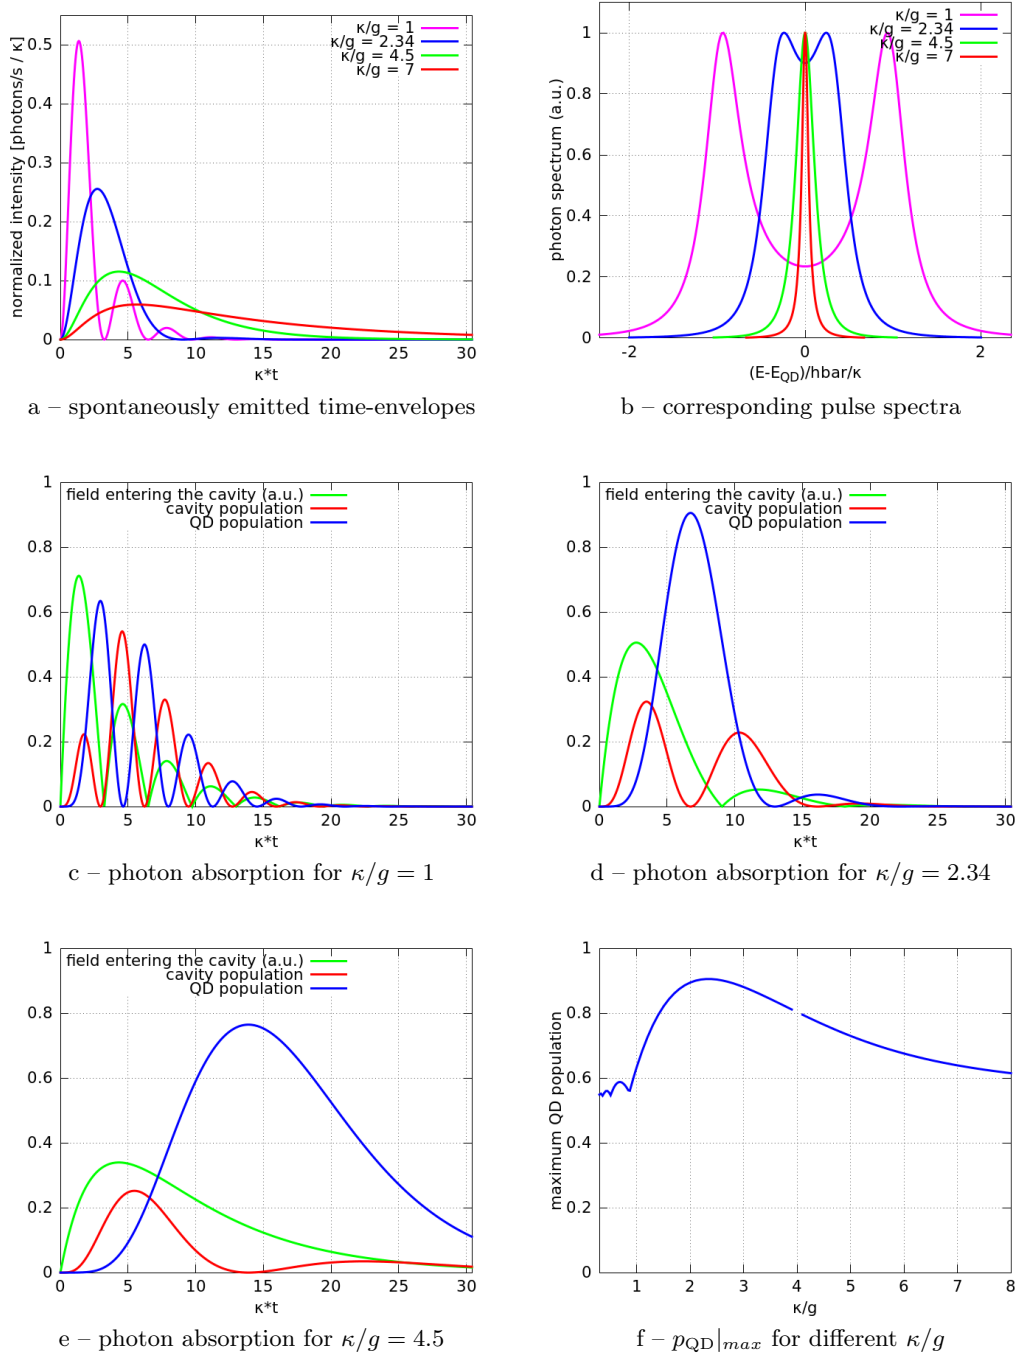 normalized intensity [photons/s / κ]
0.5
0.4
0.3
0.2
0.1
0
κ/g = 1
κ/g = 2.34
κ/g = 4.5
κ/g = 7
0 5 10 15 20 25 30
κ*t
a – spontaneously emitted time-envelopes
photon spectrum (a.u.)
1
0.8
0.6
0.4
0.2
0
κ/g = 1
κ/g = 2.34
κ/g = 4.5
κ/g = 7
-2 0 2
(E-EQD)/hbar/κ
b – corresponding pulse spectra
1
0.8
0.6
0.4
0.2
0
field entering the cavity (a.u.)
cavity population
QD population
0 5 10 15 20 25 30
κ*t
c – photon absorption for κ/g = 1
1
0.8
0.6
0.4
0.2
0
field entering the cavity (a.u.)
cavity population
QD population
0 5 10 15 20 25 30
κ*t
d – photon absorption for κ/g = 2.34
1
0.8
0.6
0.4
0.2
0
field entering the cavity (a.u.)
cavity population
QD population
0 5 10 15 20 25 30
κ*t
e – photon absorption for κ/g = 4.5
maximum QD population
1
0.8
0.6
0.4
0.2
0
1 2 3 4 5 6 7 8
κ/g
f – pQD|max for different κ/g